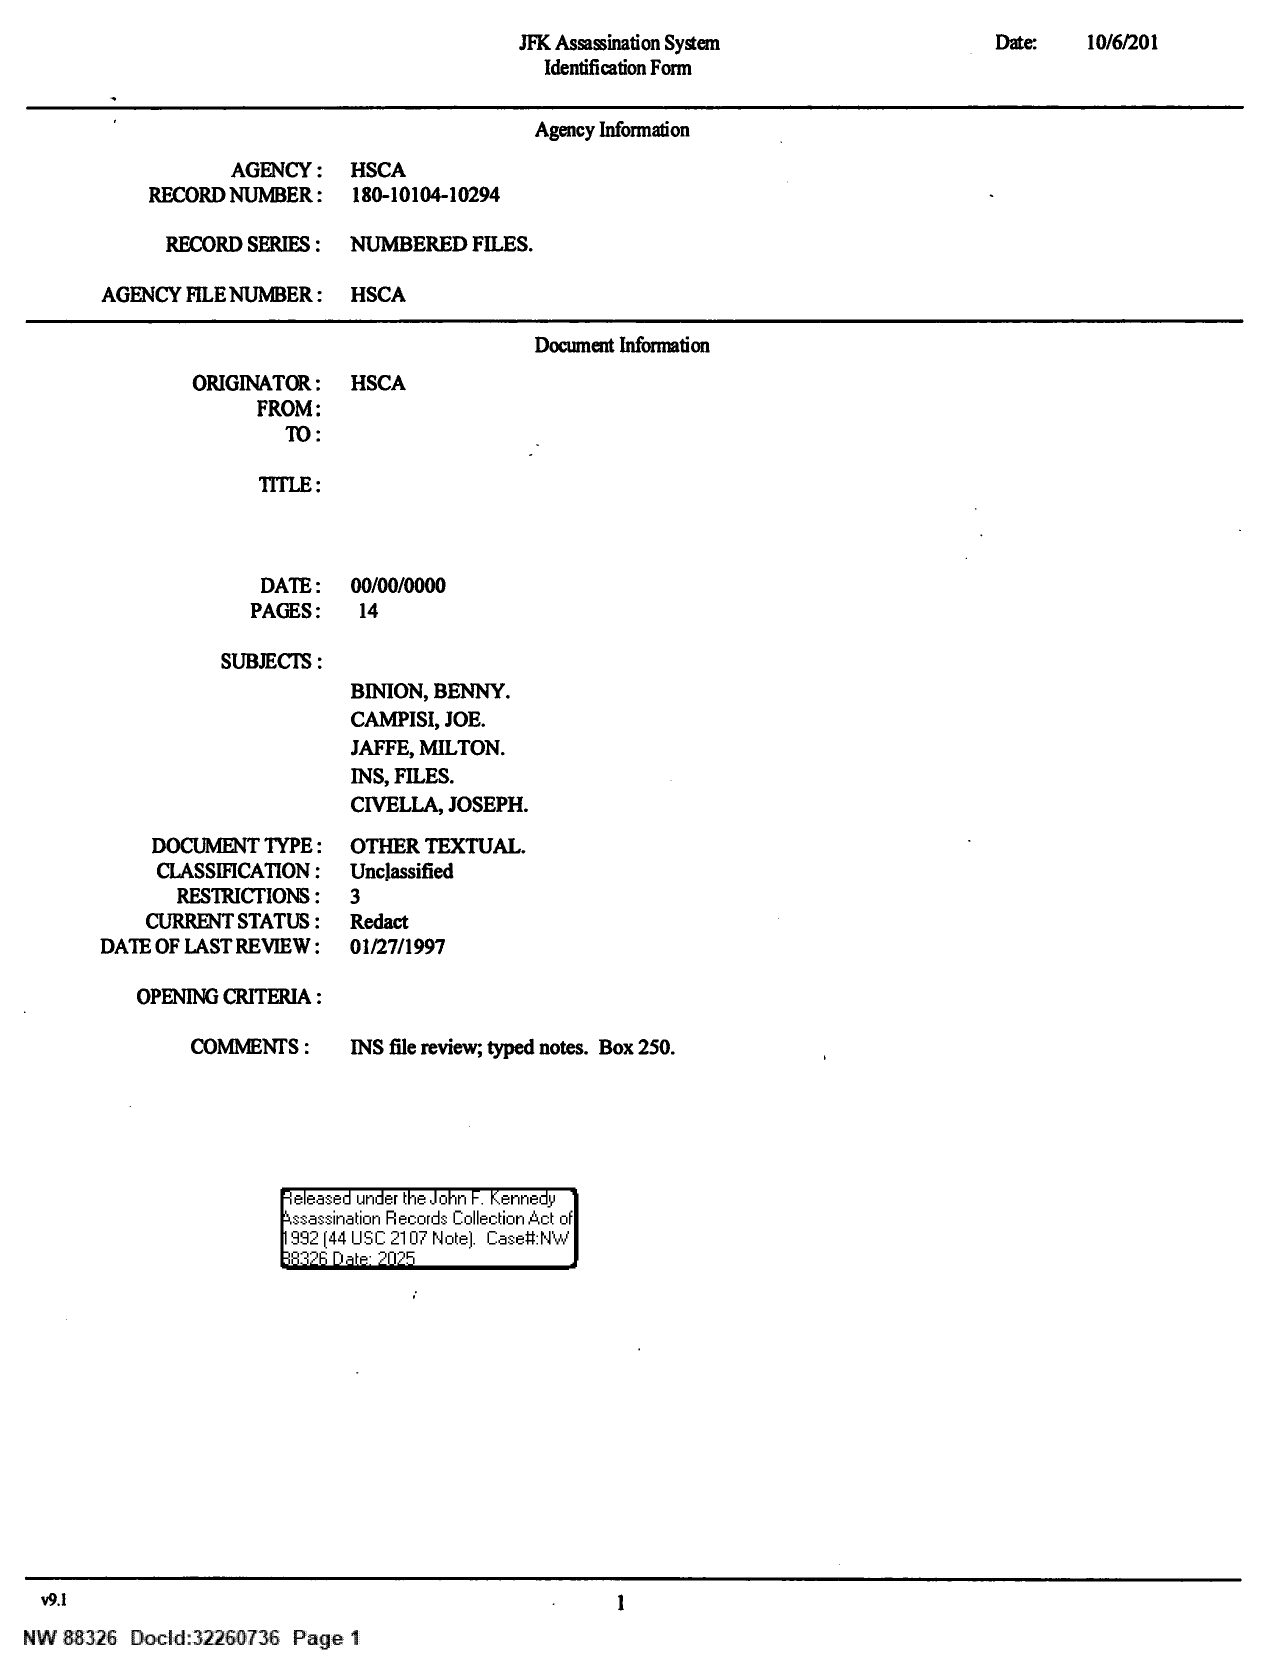 JFK Assassination System
Identification Form
Date: 10/6/201
Agency Information
AGENCY : HSCA
RECORD NUMBER : 180-10104-10294
RECORD SERIES : NUMBERED FILES.
AGENCY FILE NUMBER : HSCA
Document Information
ORIGINATOR : HSCA
FROM :
TO :
TITLE :
DATE : 00/00/0000
PAGES : 14
SUBJECTS :
BINION, BENNY.
CAMPISI, JOE.
JAFFE, MILTON.
INS, FILES.
CIVELLA, JOSEPH.
DOCUMENT TYPE : OTHER TEXTUAL.
CLASSIFICATION : Unclassified
RESTRICTIONS : 3
CURRENT STATUS : Redact
DATE OF LAST REVIEW : 01/27/1997
OPENING CRITERIA :
COMMENTS : INS file review; typed notes. Box 250.
Released under the John F. Kennedy
Assassination Records Collection Act of
1992 (44 USC 2107 Note). Case#:NW
88326 Date: 2025
v9.1 1
NW 88326 DocId:32260736 Page 1